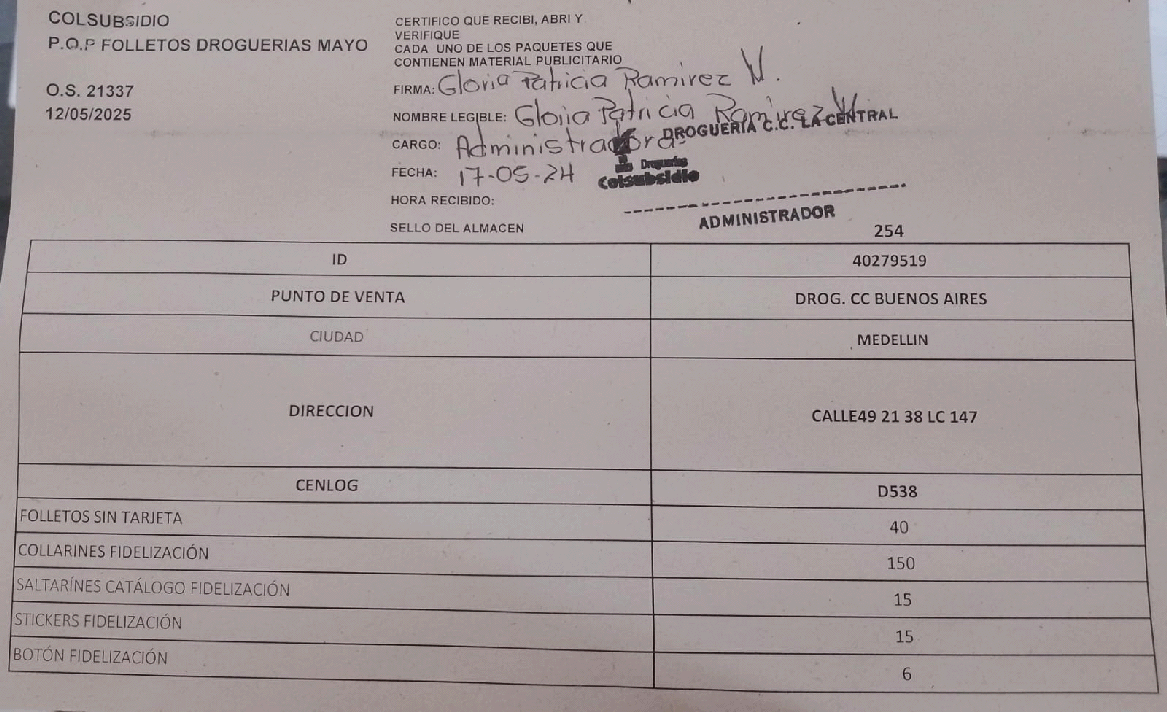 COLSUBSIDIO
P.O.P FOLLETOS DROGUERIAS MAYO
O.S. 21337
12/05/2025
CERTIFICO QUE RECIBI, ABRI Y
VERIFIQUE
CADA UNO DE LOS PAQUETES QUE
CONTIENEN MATERIAL PUBLICITARIO
FIRMA: Gloria Patricia Ramirez V.
NOMBRE LEGIBLE: Gloria Patricia Ramirez V.
CARGO: Administradora
FECHA: 17-05-24
HORA RECIBIDO:
SELLO DEL ALMACEN
DROGUERIA C.C. LA CENTRAL
Droguerías
Colsubsidio
ADMINISTRADOR
254
ID 40279519
PUNTO DE VENTA DROG. CC BUENOS AIRES
CIUDAD MEDELLIN
DIRECCION CALLE49 21 38 LC 147
CENLOG D538
FOLLETOS SIN TARJETA 40
COLLARINES FIDELIZACIÓN 150
SALTARÍNES CATÁLOGO FIDELIZACIÓN 15
STICKERS FIDELIZACIÓN 15
BOTÓN FIDELIZACIÓN 6